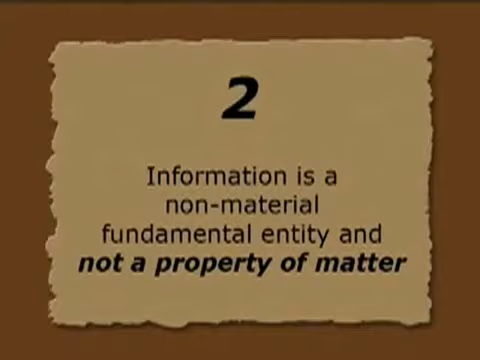 2
Information is a
non-material
fundamental entity and
not a property of matter